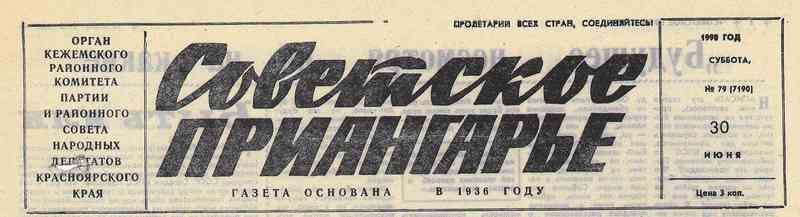 ПРОЛЕТАРИИ ВСЕХ СТРАН, СОЕДИНЯЙТЕСЬ!
ОРГАН
КЕЖЕМСКОГО
РАЙОННОГО
КОМИТЕТА
ПАРТИИ
И РАЙОННОГО
СОВЕТА
НАРОДНЫХ
ДЕПУТАТОВ
КРАСНОЯРСКОГО
КРАЯ
Советское
ПРИАНГАРЬЕ
ГАЗЕТА ОСНОВАНА В 1936 ГОДУ
1990 ГОД
СУББОТА,
№ 79 (7190)
30
ИЮНЯ
Цена 3 коп.